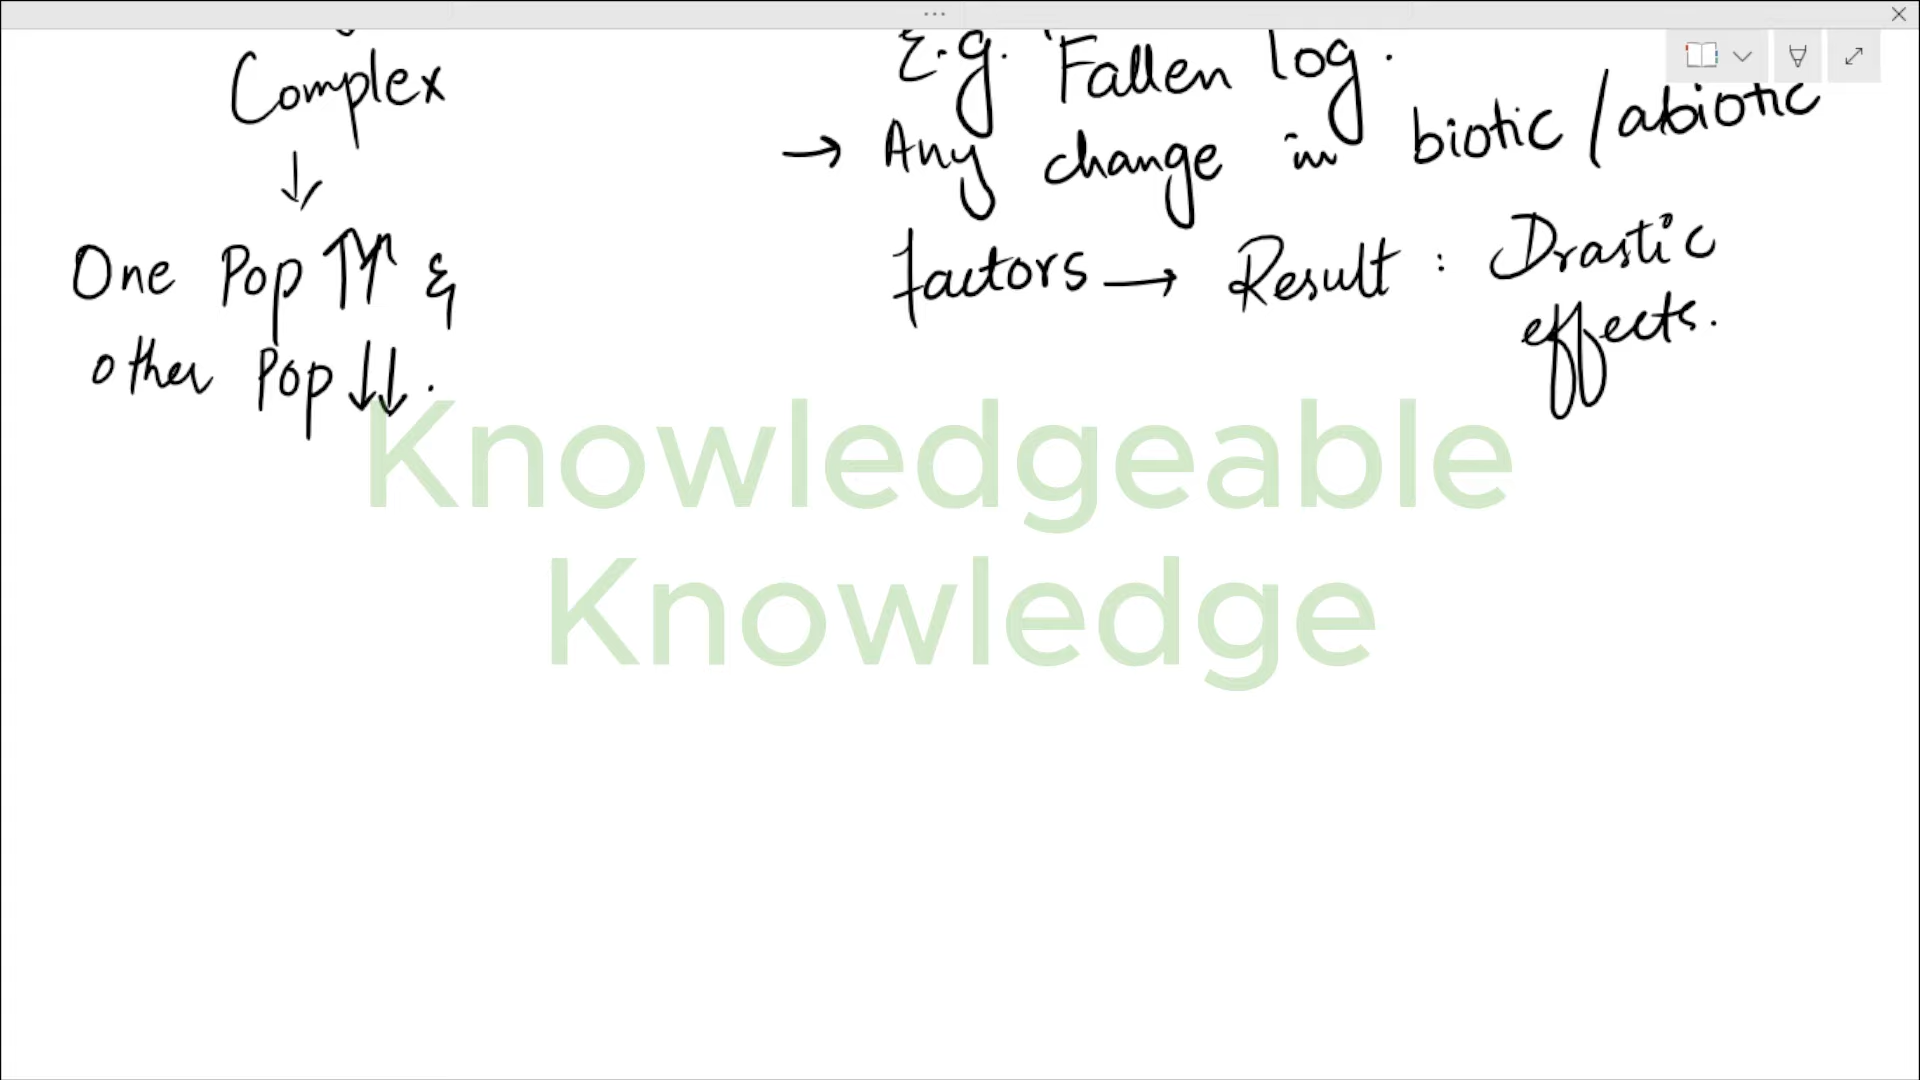 Complex
↓
One Pop ↑↑ &
other Pop ↓↓.
E.g. Fallen log.
→ Any change in biotic / abiotic
factors → Result : Drastic
effects.
Knowledgeable
Knowledge